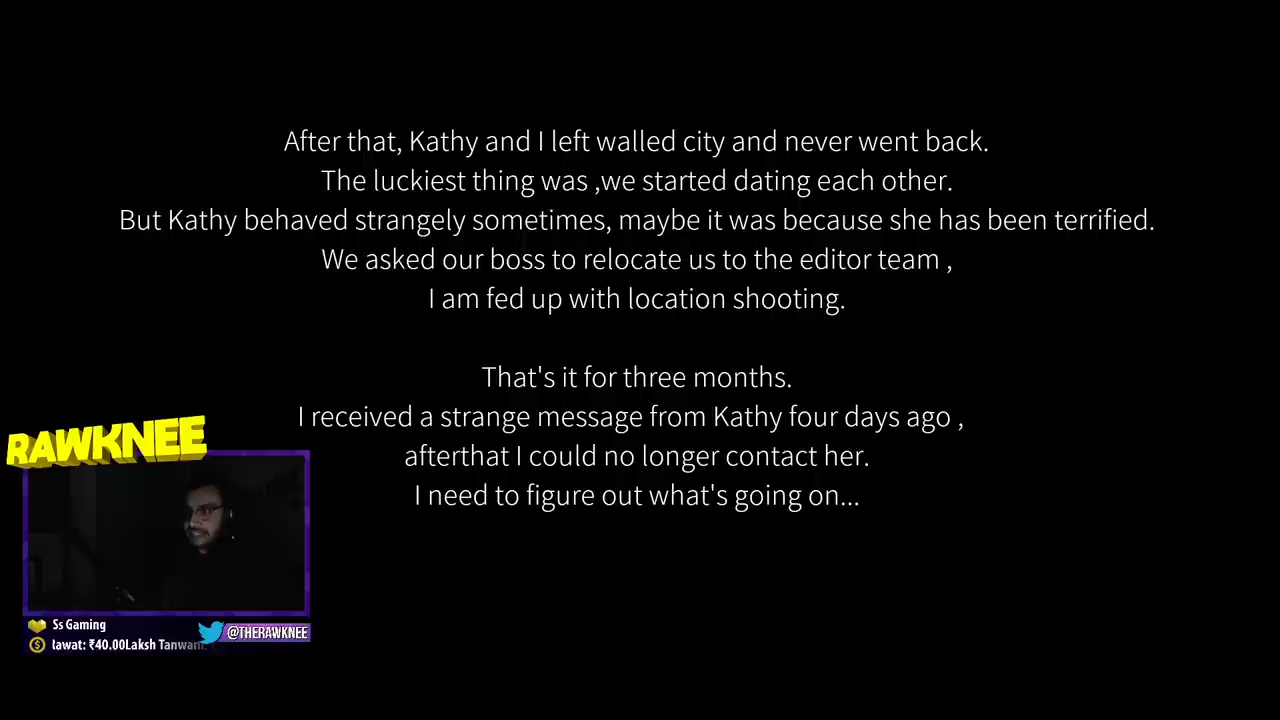 After that, Kathy and I left walled city and never went back.
The luckiest thing was ,we started dating each other.
But Kathy behaved strangely sometimes, maybe it was because she has been terrified.
We asked our boss to relocate us to the editor team ,
I am fed up with location shooting.
That's it for three months.
I received a strange message from Kathy four days ago ,
afterthat I could no longer contact her.
I need to figure out what's going on...
RAWKNEE
Ss Gaming
@THERAWKNEE
tawat: ₹40.00Laksh Tanwani: